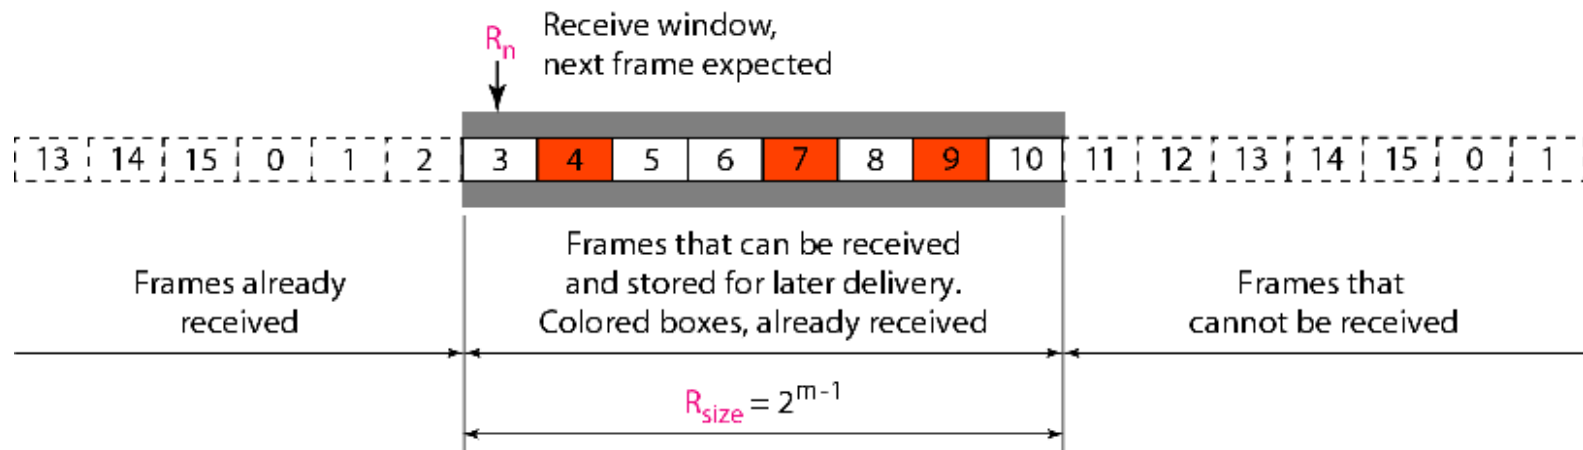 Rn Receive window,
next frame expected
13 14 15 0 1 2 3 4 5 6 7 8 9 10 11 12 13 14 15 0 1
Frames already
received
Frames that can be received
and stored for later delivery.
Colored boxes, already received
Frames that
cannot be received
Rsize = 2^m-1